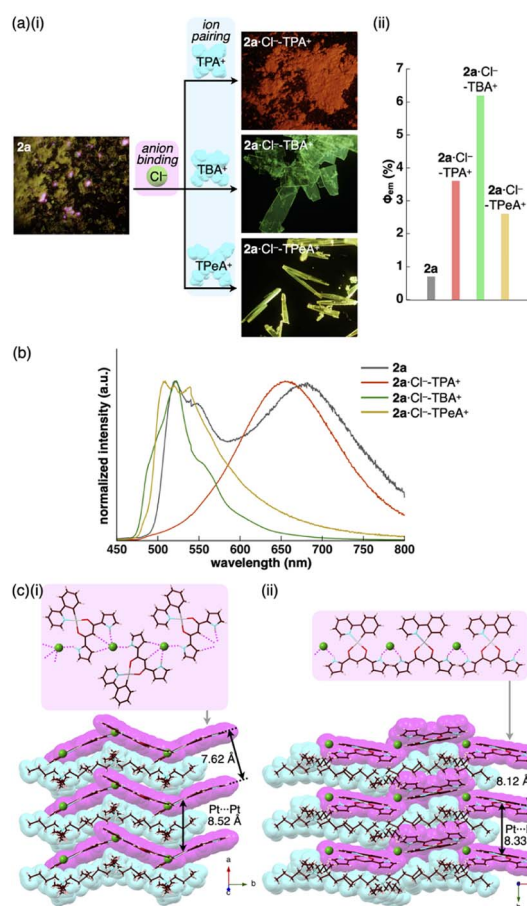 (a)(i)
ion
pairing
TPA⁺
2a·Cl⁻-TPA⁺
2a
anion
binding
Cl⁻
TBA⁺
2a·Cl⁻-TBA⁺
TPeA⁺
2a·Cl⁻-TPeA⁺
(ii)
Φem (%)
7
6
5
4
3
2
1
0
2a
2a·Cl⁻
-TPA⁺
2a·Cl⁻
-TBA⁺
2a·Cl⁻
-TPeA⁺
(b)
normalized intensity (a.u.)
2a
2a·Cl⁻-TPA⁺
2a·Cl⁻-TBA⁺
2a·Cl⁻-TPeA⁺
450 500 550 600 650 700 750 800
wavelength (nm)
(c)(i)
7.62 Å
Pt···Pt
8.52 Å
a
c b
(ii)
8.12 Å
8.33